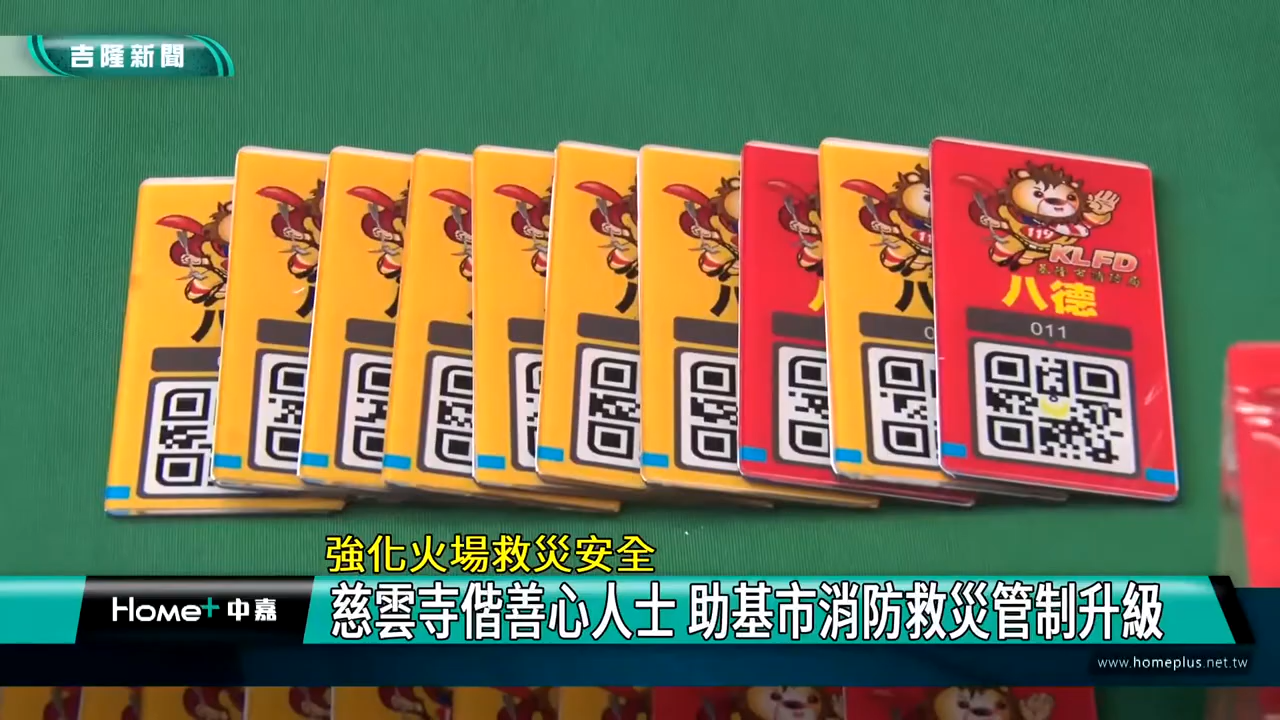 吉隆新聞
119
KLFD
基隆市消防局
八德
011
強化火場救災安全
Home+ 中嘉
慈雲寺偕善心人士 助基市消防救災管制升級
www.homeplus.net.tw